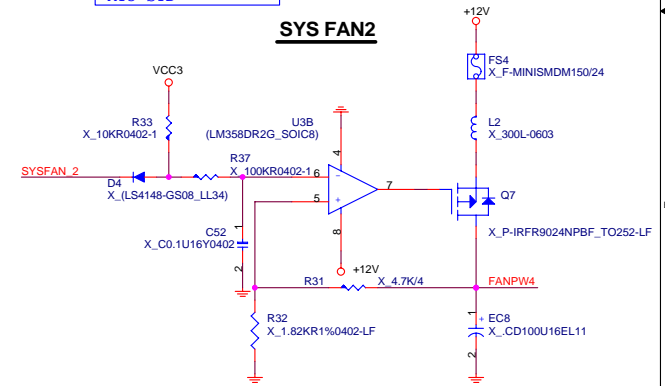 SYS FAN2
+12V
FS4
X_F-MINISMDM150/24
VCC3
R33
X_10KR0402-1
U3B
(LM358DR2G_SOIC8)
L2
X_300L-0603
4
SYSFAN_2
D4
X_(LS4148-GS08_LL34)
R37
X_100KR0402-1
6
-
5
+
7
8
Q7
X_P-IRFR9024NPBF_TO252-LF
C52
X_C0.1U16Y0402
1
2
+12V
R31
X_4.7K/4
FANPW4
R32
X_1.82KR1%0402-LF
1
+
2
EC8
X_.CD100U16EL11